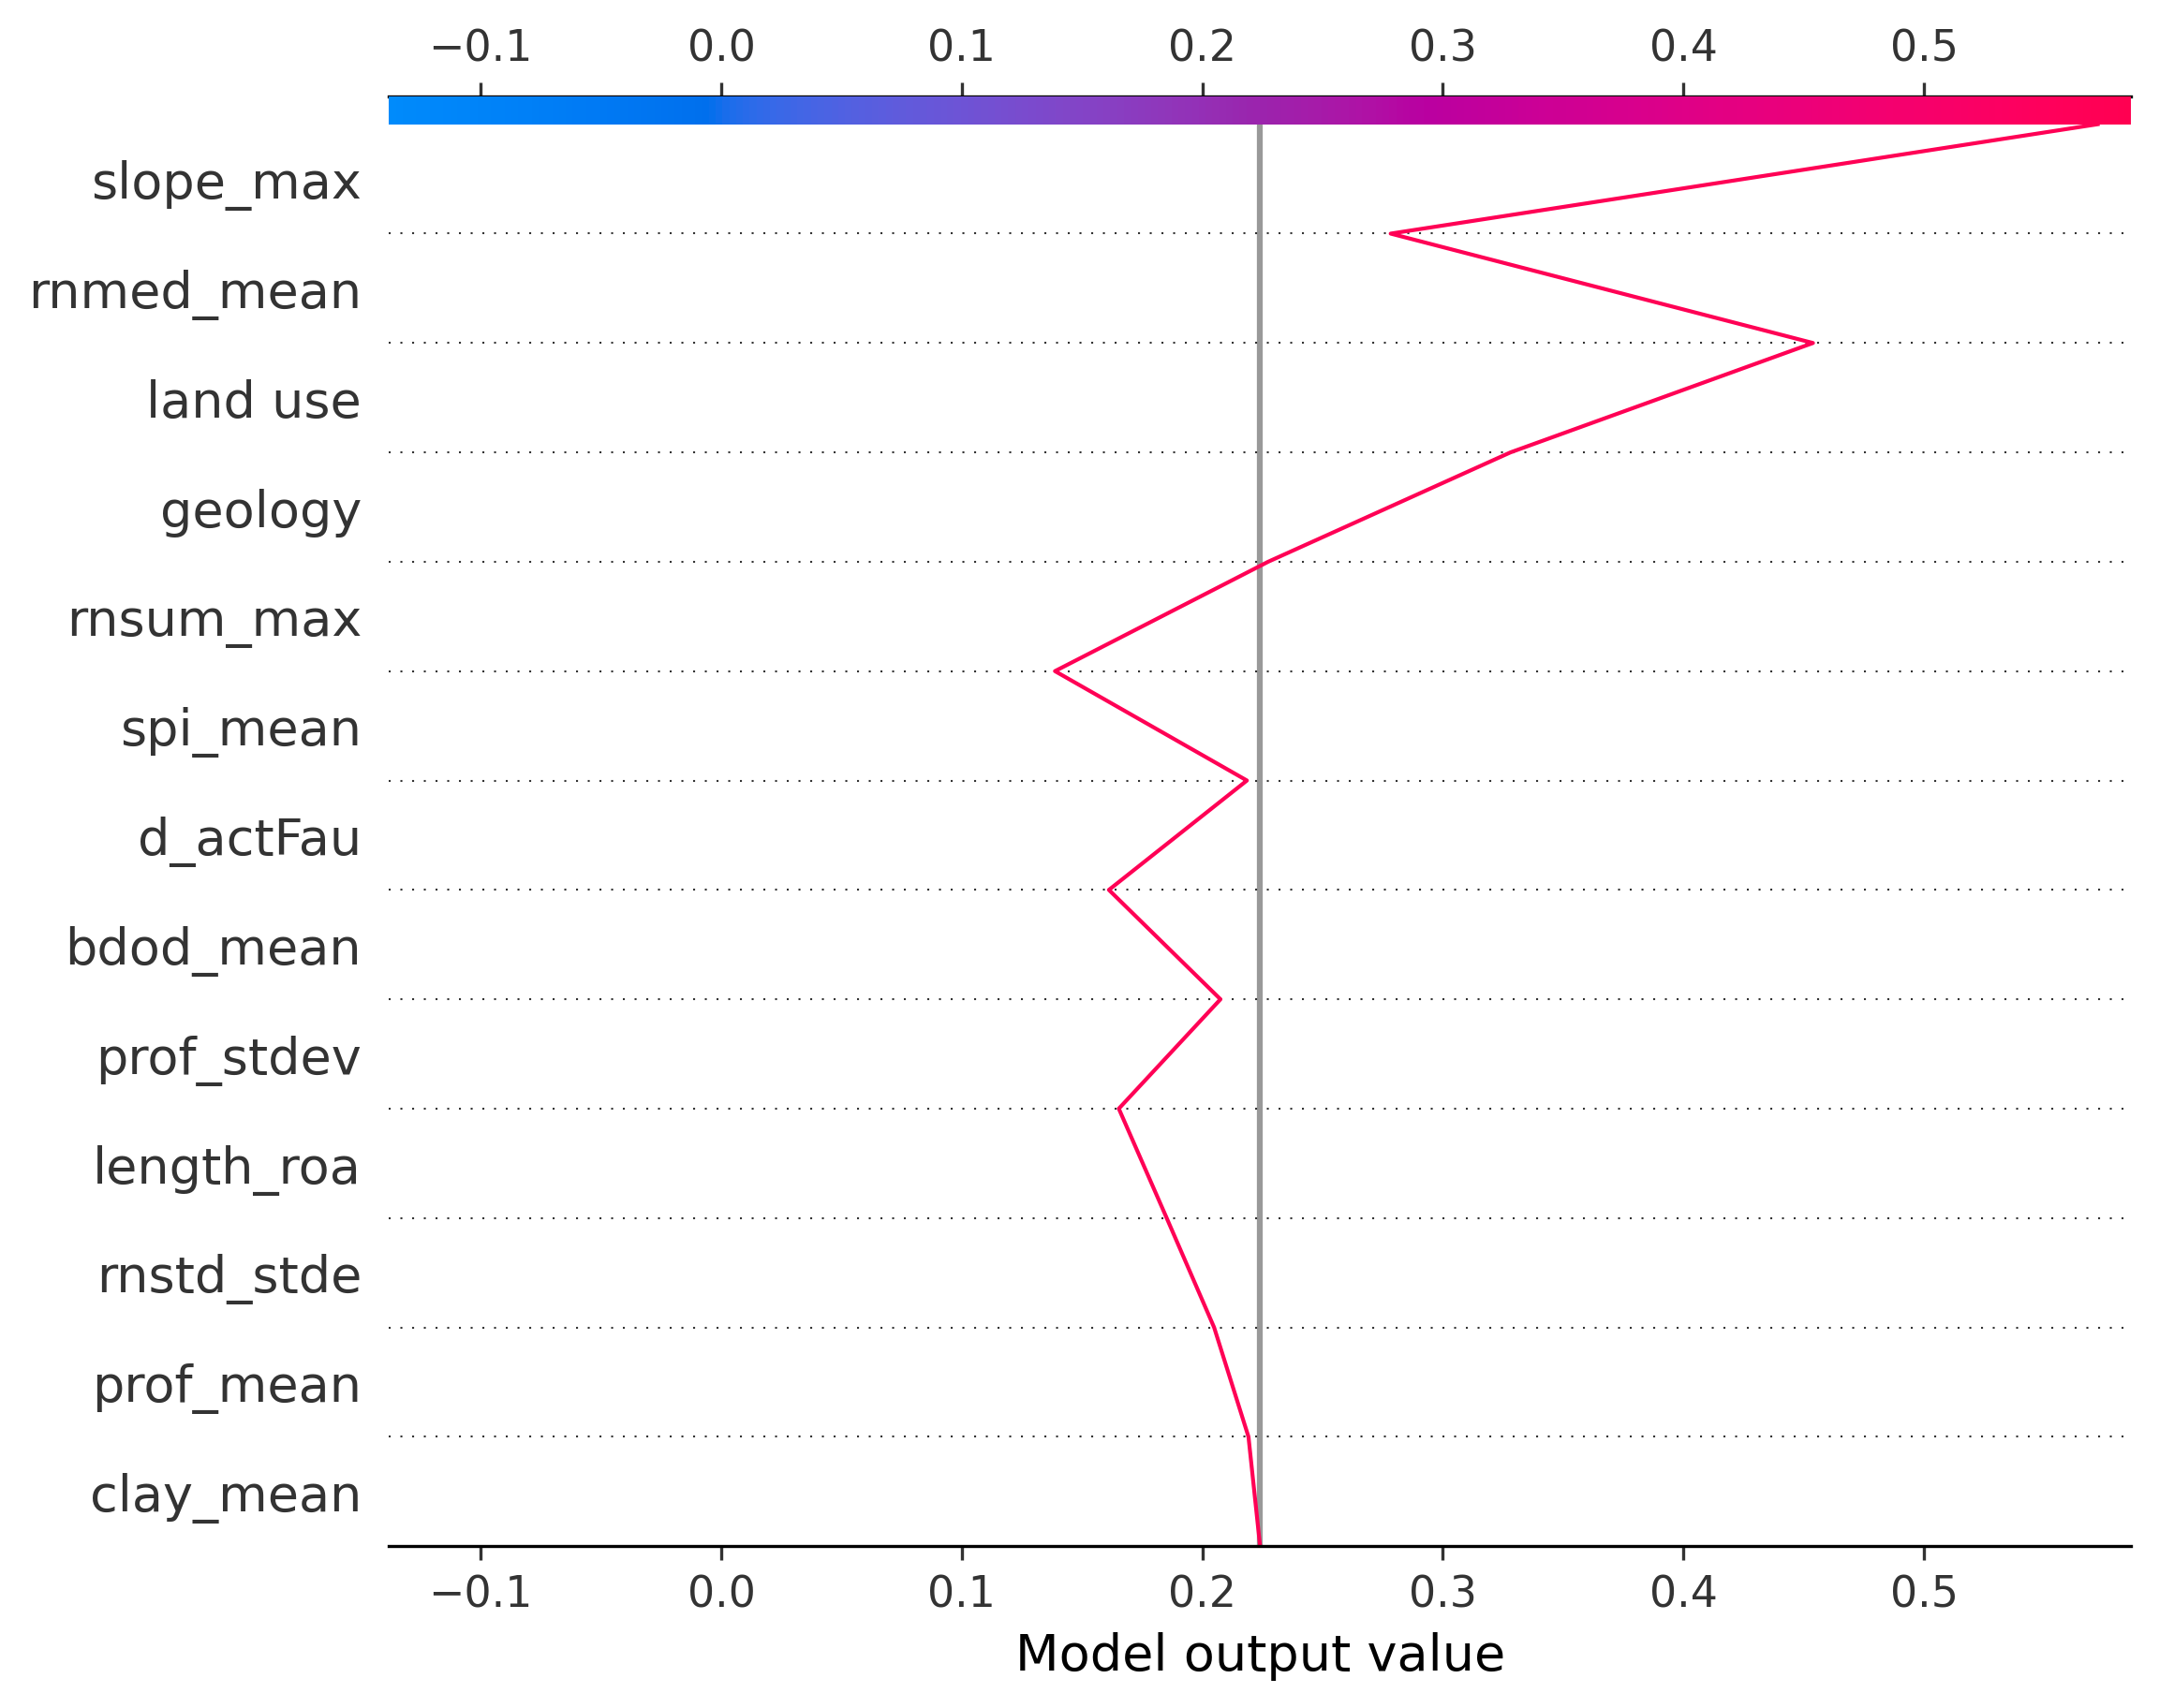 −0.1 0.0 0.1 0.2 0.3 0.4 0.5
slope_max
rnmed_mean
land use
geology
rnsum_max
spi_mean
d_actFau
bdod_mean
prof_stdev
length_roa
rnstd_stde
prof_mean
clay_mean
−0.1 0.0 0.1 0.2 0.3 0.4 0.5
Model output value